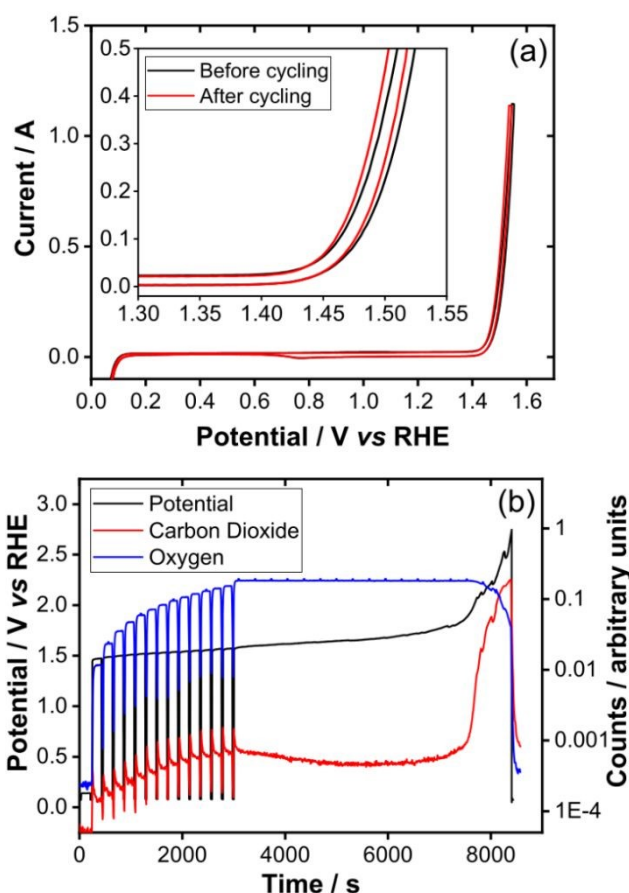 (a)
Current / A
1.5
1.0
0.5
0.0
0.5
0.4
0.3
0.2
0.1
0.0
Before cycling
After cycling
1.30 1.35 1.40 1.45 1.50 1.55
0.0 0.2 0.4 0.6 0.8 1.0 1.2 1.4 1.6
Potential / V vs RHE
(b)
Potential / V vs RHE
3.0
2.5
2.0
1.5
1.0
0.5
0.0
Potential
Carbon Dioxide
Oxygen
1
0.1
0.01
0.001
1E-4
Counts / arbitrary units
0 2000 4000 6000 8000
Time / s